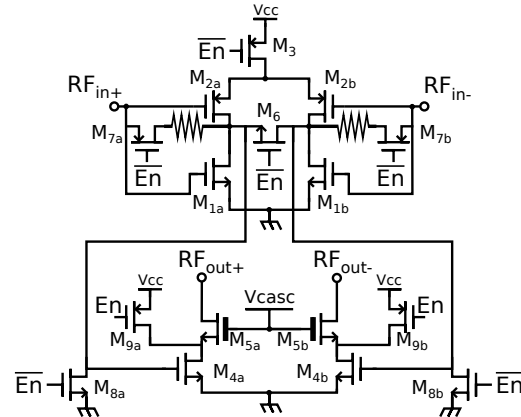 Vcc
En
M3
RFin+
M2a
M2b
RFin-
M7a
M6
M7b
En
En
En
M1a
M1b
RFout+
RFout-
Vcc
Vcasc
Vcc
En
En
M9a
M5a
M5b
M9b
M4a
M4b
En
M8a
M8b
En